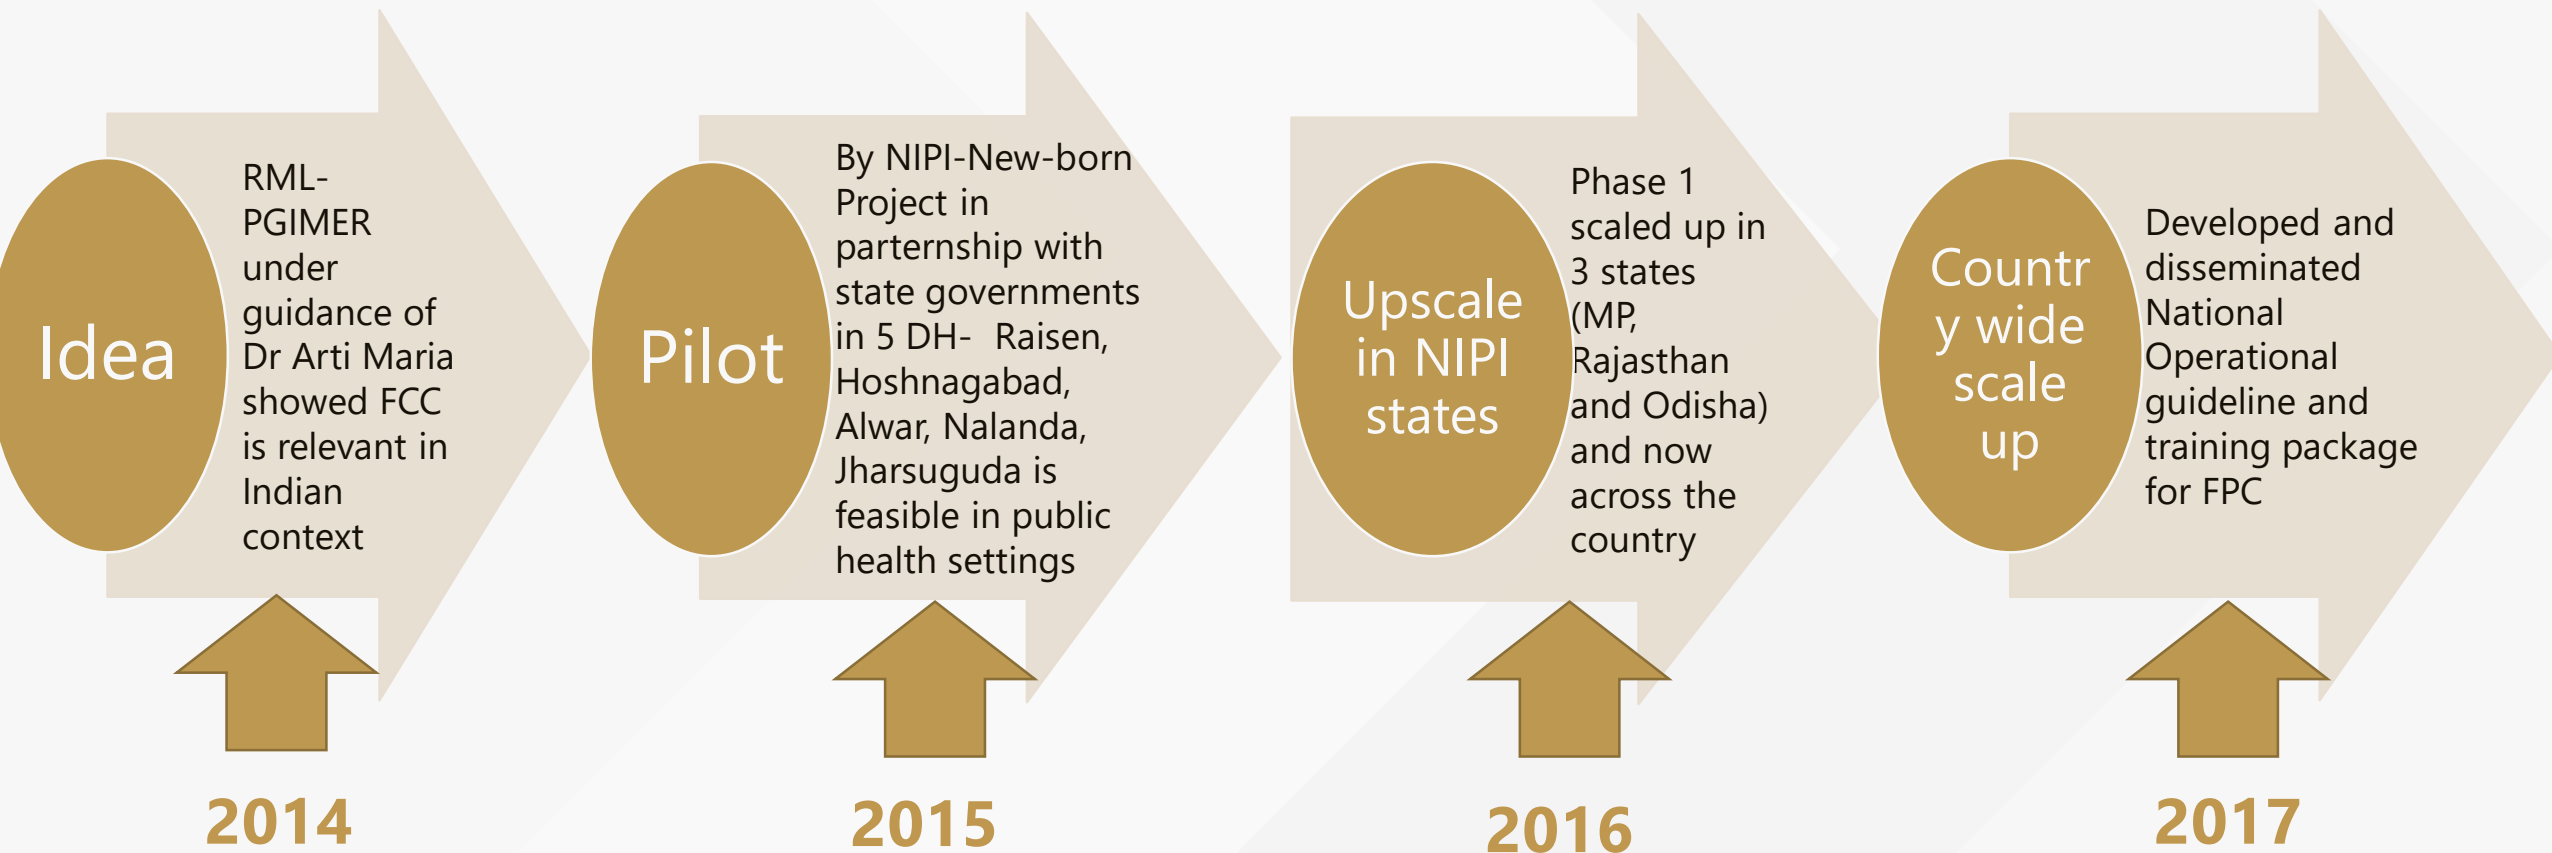 Idea
RML-
PGIMER
under
guidance of
Dr Arti Maria
showed FCC
is relevant in
Indian
context
2014
Pilot
By NIPI-New-born
Project in
parternship with
state governments
in 5 DH- Raisen,
Hoshnagabad,
Alwar, Nalanda,
Jharsuguda is
feasible in public
health settings
2015
Upscale
in NIPI
states
Phase 1
scaled up in
3 states
(MP,
Rajasthan
and Odisha)
and now
across the
country
2016
Countr
y wide
scale
up
Developed and
disseminated
National
Operational
guideline and
training package
for FPC
2017